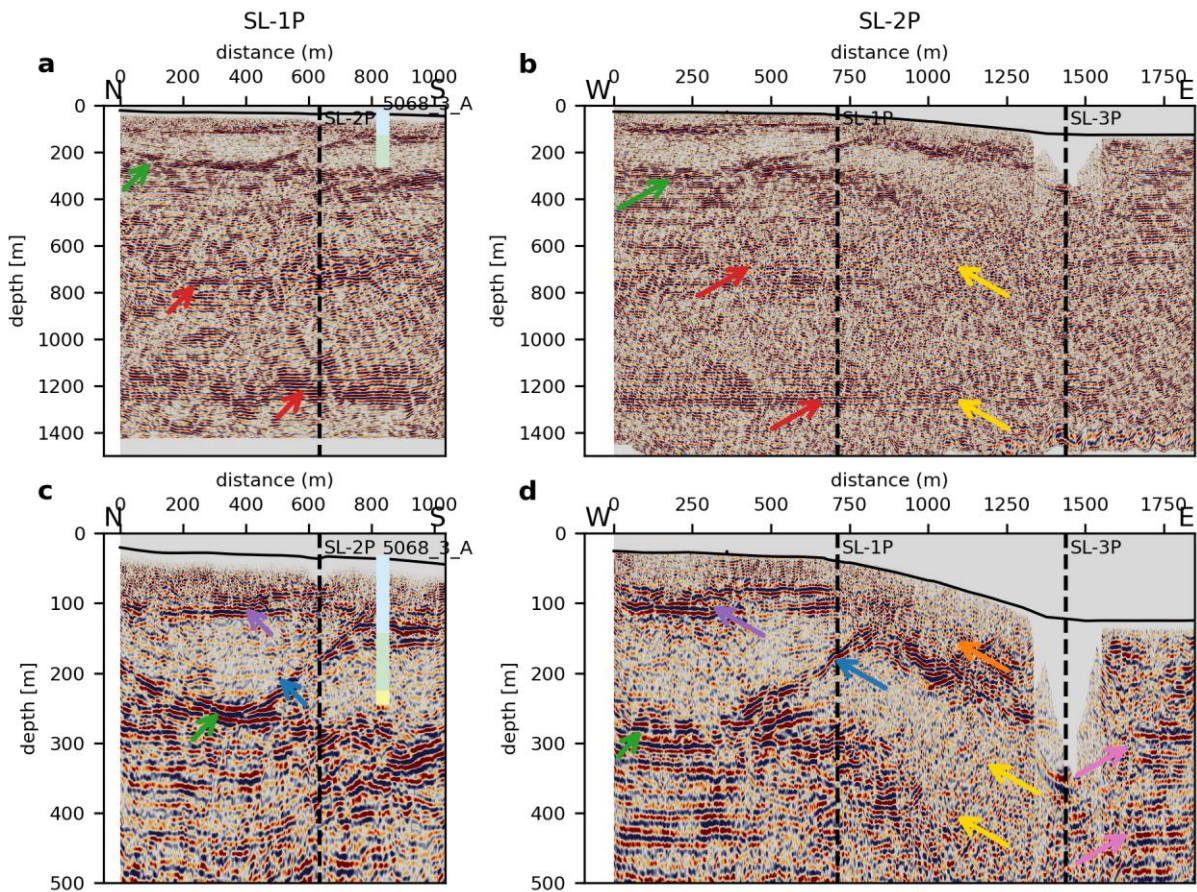 SL-1P
SL-2P
distance (m)
distance (m)
a
b
N
S
W
E
0 200 400 600 800 1000
0 250 500 750 1000 1250 1500 1750
5068_3_A
SL-2P
SL-1P
SL-3P
depth [m]
0
200
400
600
800
1000
1200
1400
depth [m]
0
200
400
600
800
1000
1200
1400
distance (m)
distance (m)
c
d
N
S
W
E
0 200 400 600 800 1000
0 250 500 750 1000 1250 1500 1750
SL-2P 5068_3_A
SL-1P
SL-3P
depth [m]
0
100
200
300
400
500
depth [m]
0
100
200
300
400
500